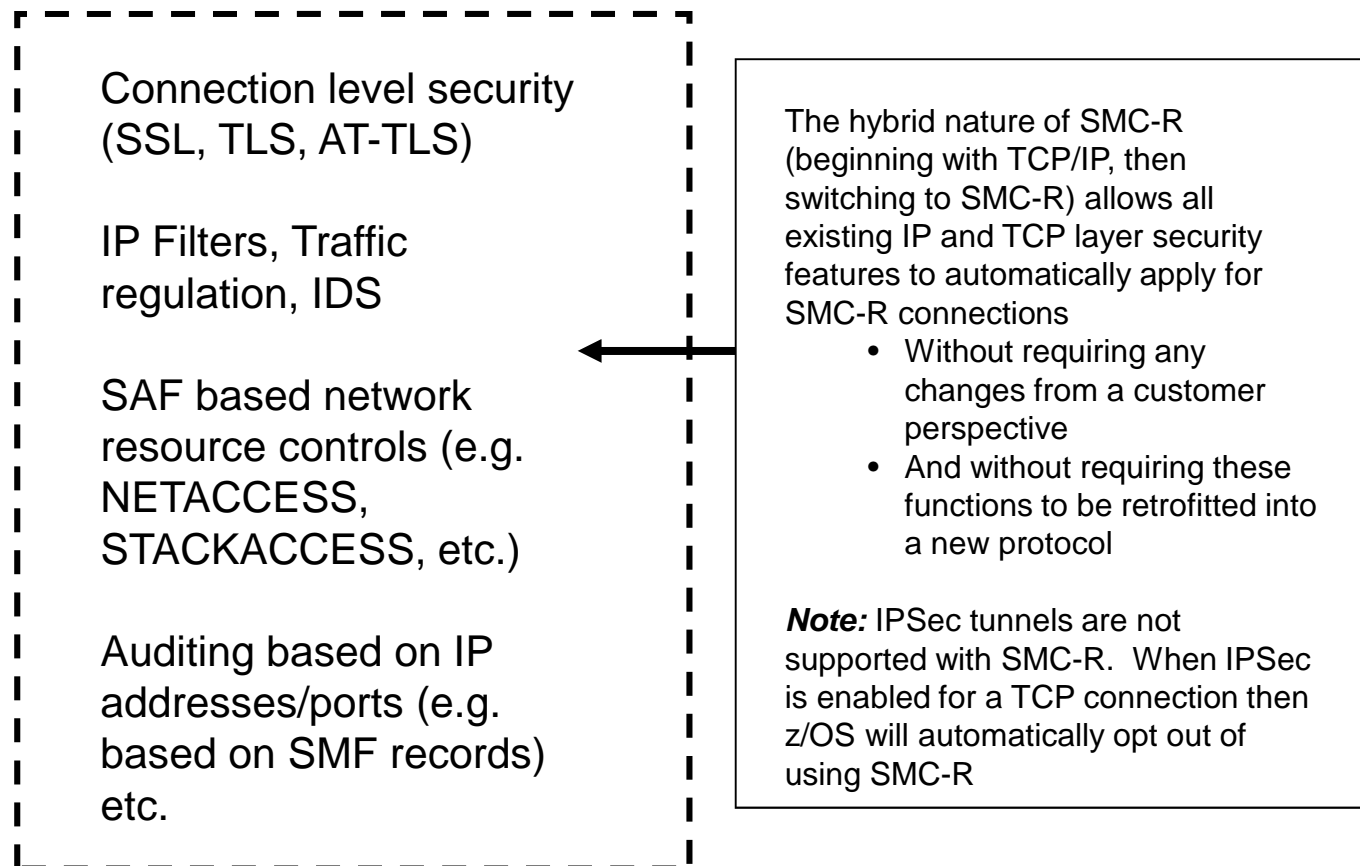 Connection level security
(SSL, TLS, AT-TLS)
IP Filters, Traffic
regulation, IDS
SAF based network
resource controls (e.g.
NETACCESS,
STACKACCESS, etc.)
Auditing based on IP
addresses/ports (e.g.
based on SMF records)
etc.
The hybrid nature of SMC-R
(beginning with TCP/IP, then
switching to SMC-R) allows all
existing IP and TCP layer security
features to automatically apply for
SMC-R connections
• Without requiring any
changes from a customer
perspective
• And without requiring these
functions to be retrofitted into
a new protocol
Note: IPSec tunnels are not
supported with SMC-R. When IPSec
is enabled for a TCP connection then
z/OS will automatically opt out of
using SMC-R